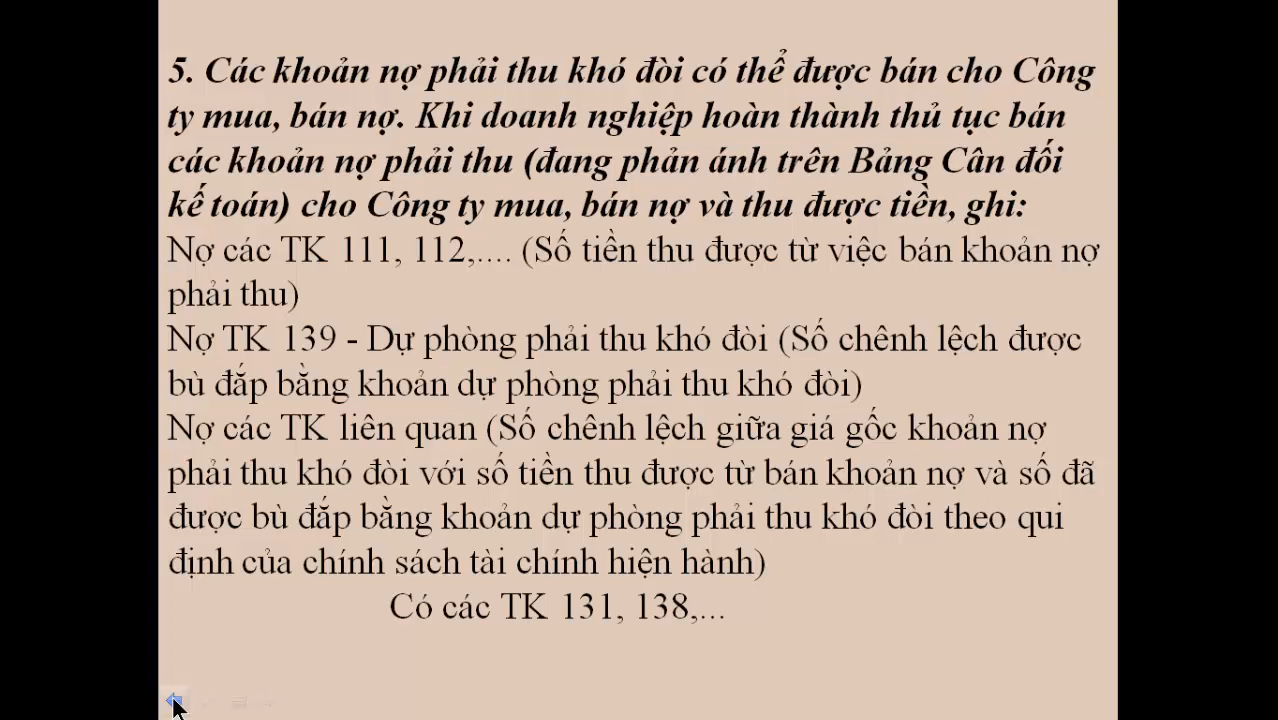 5. Các khoản nợ phải thu khó đòi có thể được bán cho Công
ty mua, bán nợ. Khi doanh nghiệp hoàn thành thủ tục bán
các khoản nợ phải thu (đang phản ánh trên Bảng Cân đối
kế toán) cho Công ty mua, bán nợ và thu được tiền, ghi:
Nợ các TK 111, 112,.... (Số tiền thu được từ việc bán khoản nợ
phải thu)
Nợ TK 139 - Dự phòng phải thu khó đòi (Số chênh lệch được
bù đắp bằng khoản dự phòng phải thu khó đòi)
Nợ các TK liên quan (Số chênh lệch giữa giá gốc khoản nợ
phải thu khó đòi với số tiền thu được từ bán khoản nợ và số đã
được bù đắp bằng khoản dự phòng phải thu khó đòi theo qui
định của chính sách tài chính hiện hành)
Có các TK 131, 138,...